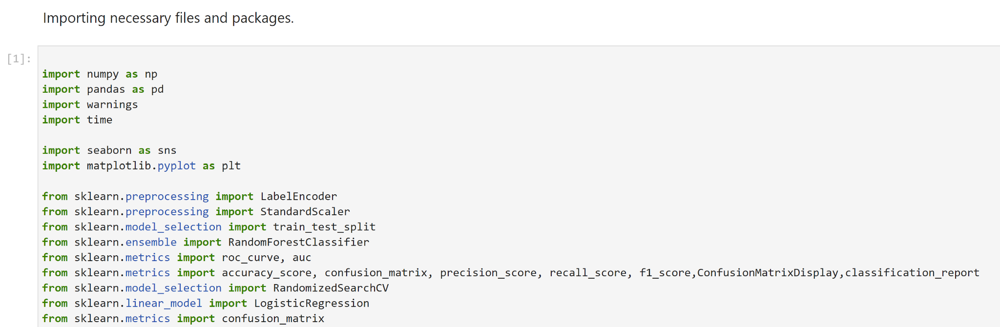 Importing necessary files and packages.
[1]:
import numpy as np
import pandas as pd
import warnings
import time
import seaborn as sns
import matplotlib.pyplot as plt
from sklearn.preprocessing import LabelEncoder
from sklearn.preprocessing import StandardScaler
from sklearn.model_selection import train_test_split
from sklearn.ensemble import RandomForestClassifier
from sklearn.metrics import roc_curve, auc
from sklearn.metrics import accuracy_score, confusion_matrix, precision_score, recall_score, f1_score,ConfusionMatrixDisplay,classification_report
from sklearn.model_selection import RandomizedSearchCV
from sklearn.linear_model import LogisticRegression
from sklearn.metrics import confusion_matrix